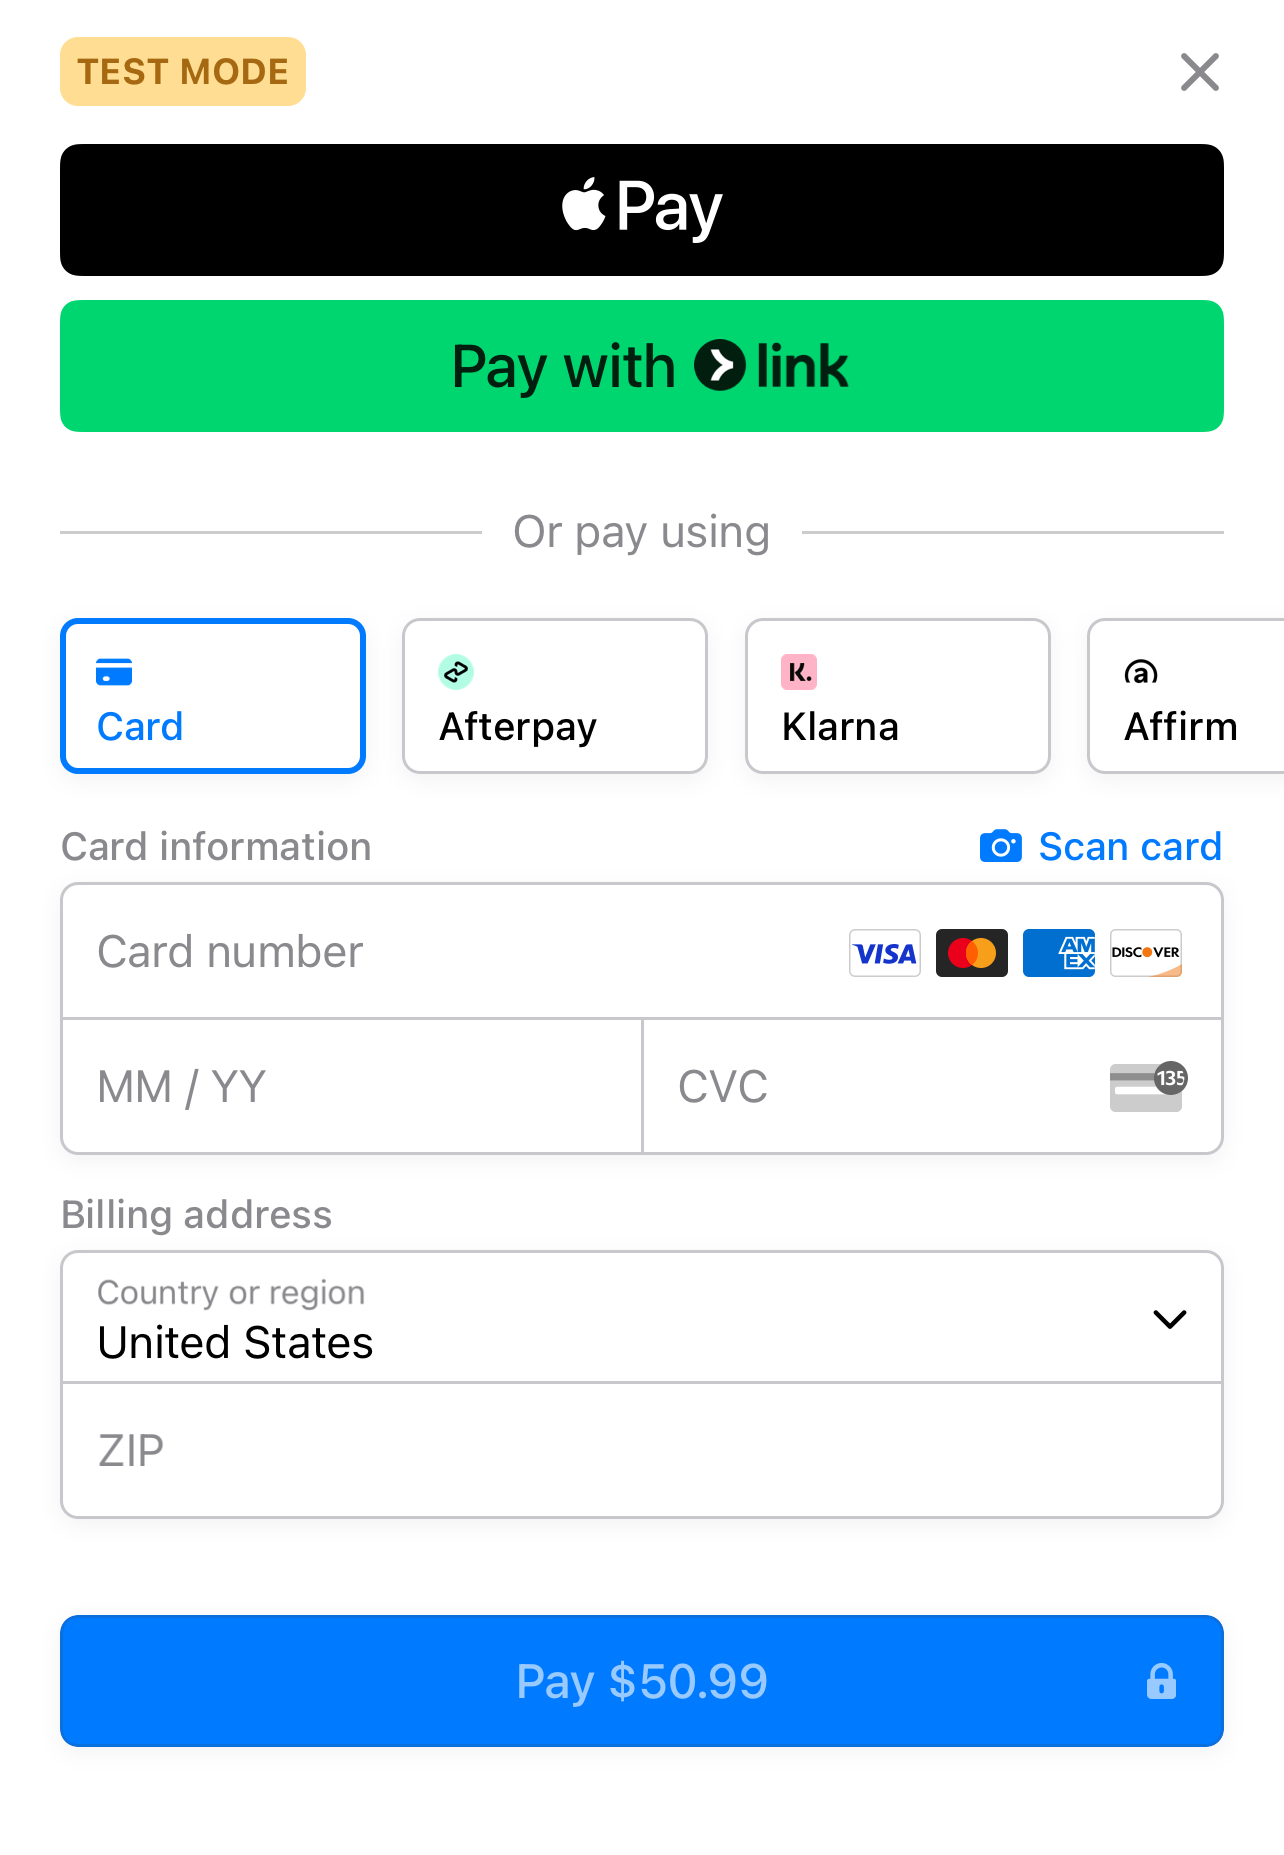 TEST MODE
Pay
Pay with link
Or pay using
Card
Afterpay
K.
Klarna
a
Affirm
Card information
Scan card
Card number
VISA
AM
EX
DISCOVER
MM / YY
CVC
135
Billing address
Country or region
United States
ZIP
Pay $50.99